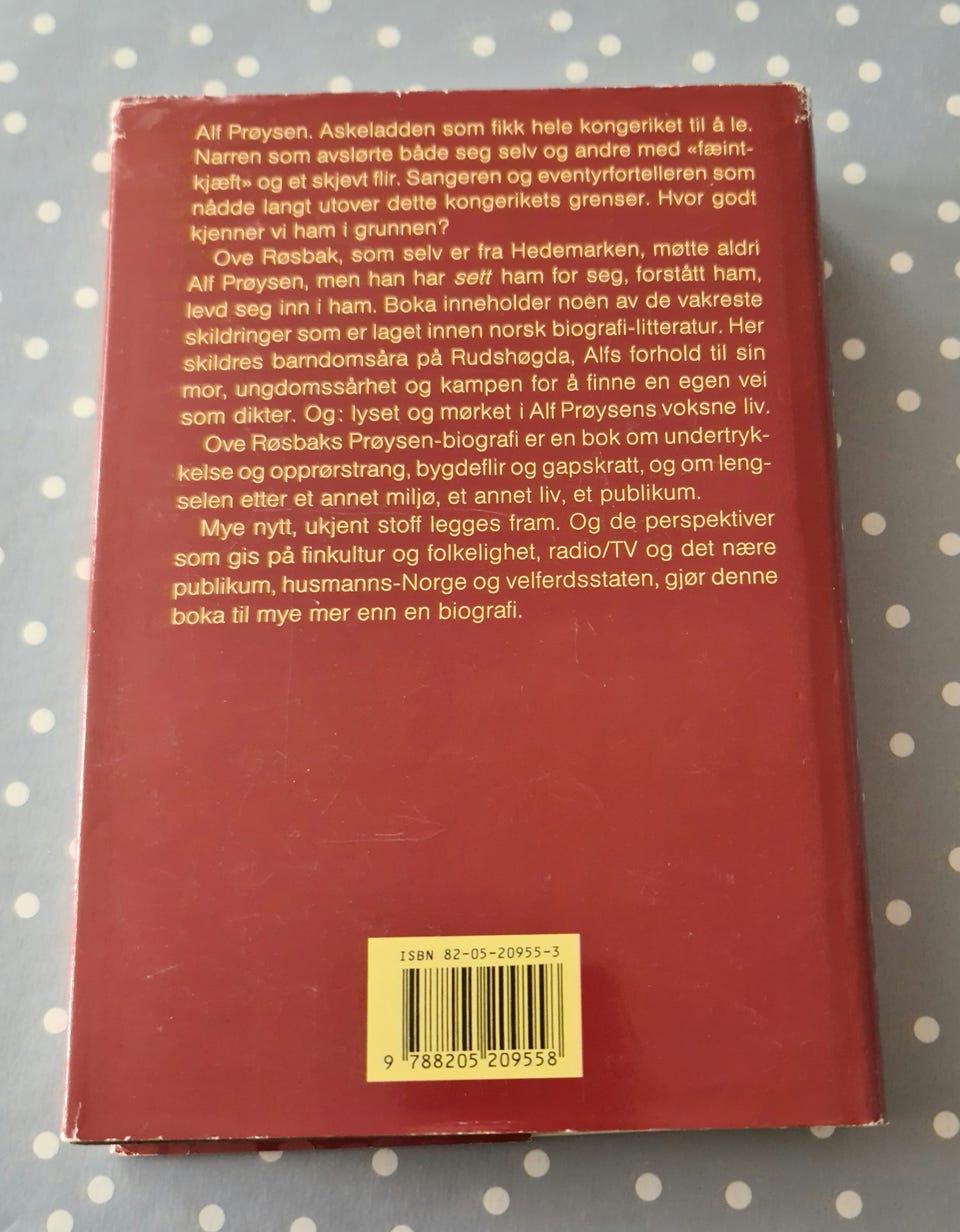 Alf Prøysen. Askeladden som fikk hele kongeriket til å le.
Narren som avslørte både seg selv og andre med «fæint-
kjæft» og et skjevt flir. Sangeren og eventyrfortelleren som
nådde langt utover dette kongerikets grenser. Hvor godt
kjenner vi ham i grunnen?
Ove Røsbak, som selv er fra Hedemarken, møtte aldri
Alf Prøysen, men han har sett ham for seg, forstått ham,
levd seg inn i ham. Boka inneholder noen av de vakreste
skildringer som er laget innen norsk biografi-litteratur. Her
skildres barndomsåra på Rudshøgda, Alfs forhold til sin
mor, ungdomssårhet og kampen for å finne en egen vei
som dikter. Og: lyset og mørket i Alf Prøysens voksne liv.
Ove Røsbaks Prøysen-biografi er en bok om undertryk-
kelse og opprørstrang, bygdeflir og gapskratt, og om leng-
selen etter et annet miljø, et annet liv, et publikum.
Mye nytt, ukjent stoff legges fram. Og de perspektiver
som gis på finkultur og folkelighet, radio/TV og det nære
publikum, husmanns-Norge og velferdsstaten, gjør denne
boka til mye mer enn en biografi.
ISBN 82-05-20955-3
9 788205 209558